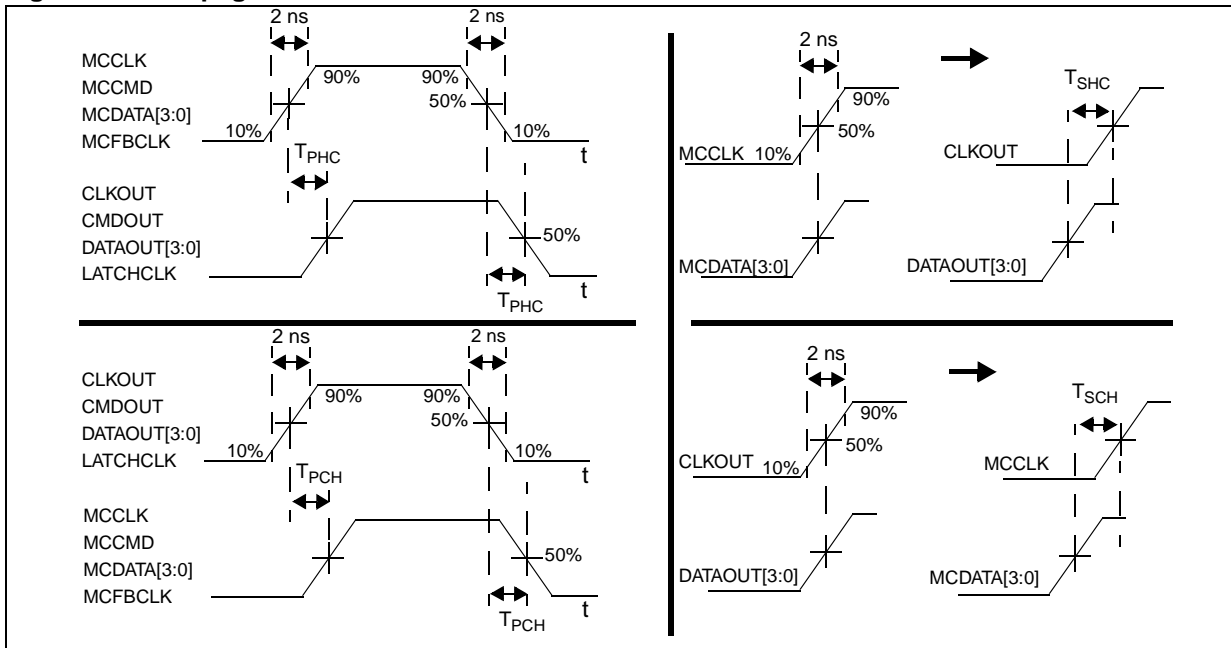 2 ns 2 ns
MCCLK
MCCMD
MCDATA[3:0]
MCFBCLK
10% 90% 90% 50% 10%
t
TPHC
CLKOUT
CMDOUT
DATAOUT[3:0]
LATCHCLK
50%
TPHC
t
2 ns
MCCLK 10% 50% 90%
MCDATA[3:0]
TSHC
CLKOUT
DATAOUT[3:0]
2 ns 2 ns
CLKOUT
CMDOUT
DATAOUT[3:0]
LATCHCLK
10% 90% 90% 50% 10%
t
TPCH
MCCLK
MCCMD
MCDATA[3:0]
MCFBCLK
50%
TPCH
t
2 ns
CLKOUT 10% 50% 90%
DATAOUT[3:0]
TSCH
MCCLK
MCDATA[3:0]